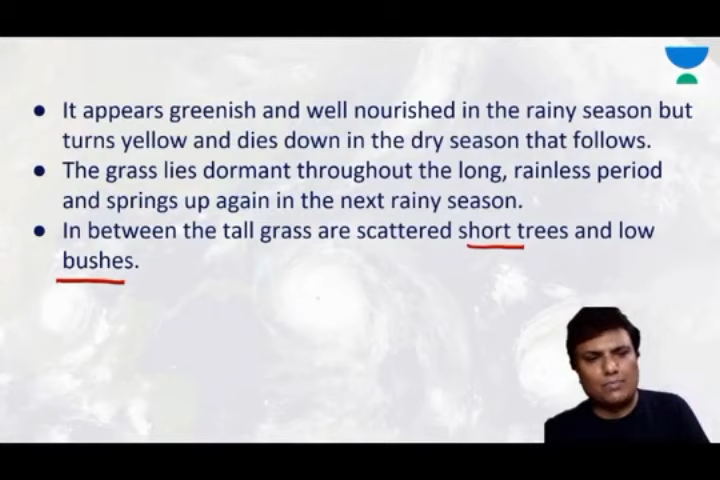 ● It appears greenish and well nourished in the rainy season but
turns yellow and dies down in the dry season that follows.
● The grass lies dormant throughout the long, rainless period
and springs up again in the next rainy season.
● In between the tall grass are scattered short trees and low
bushes.